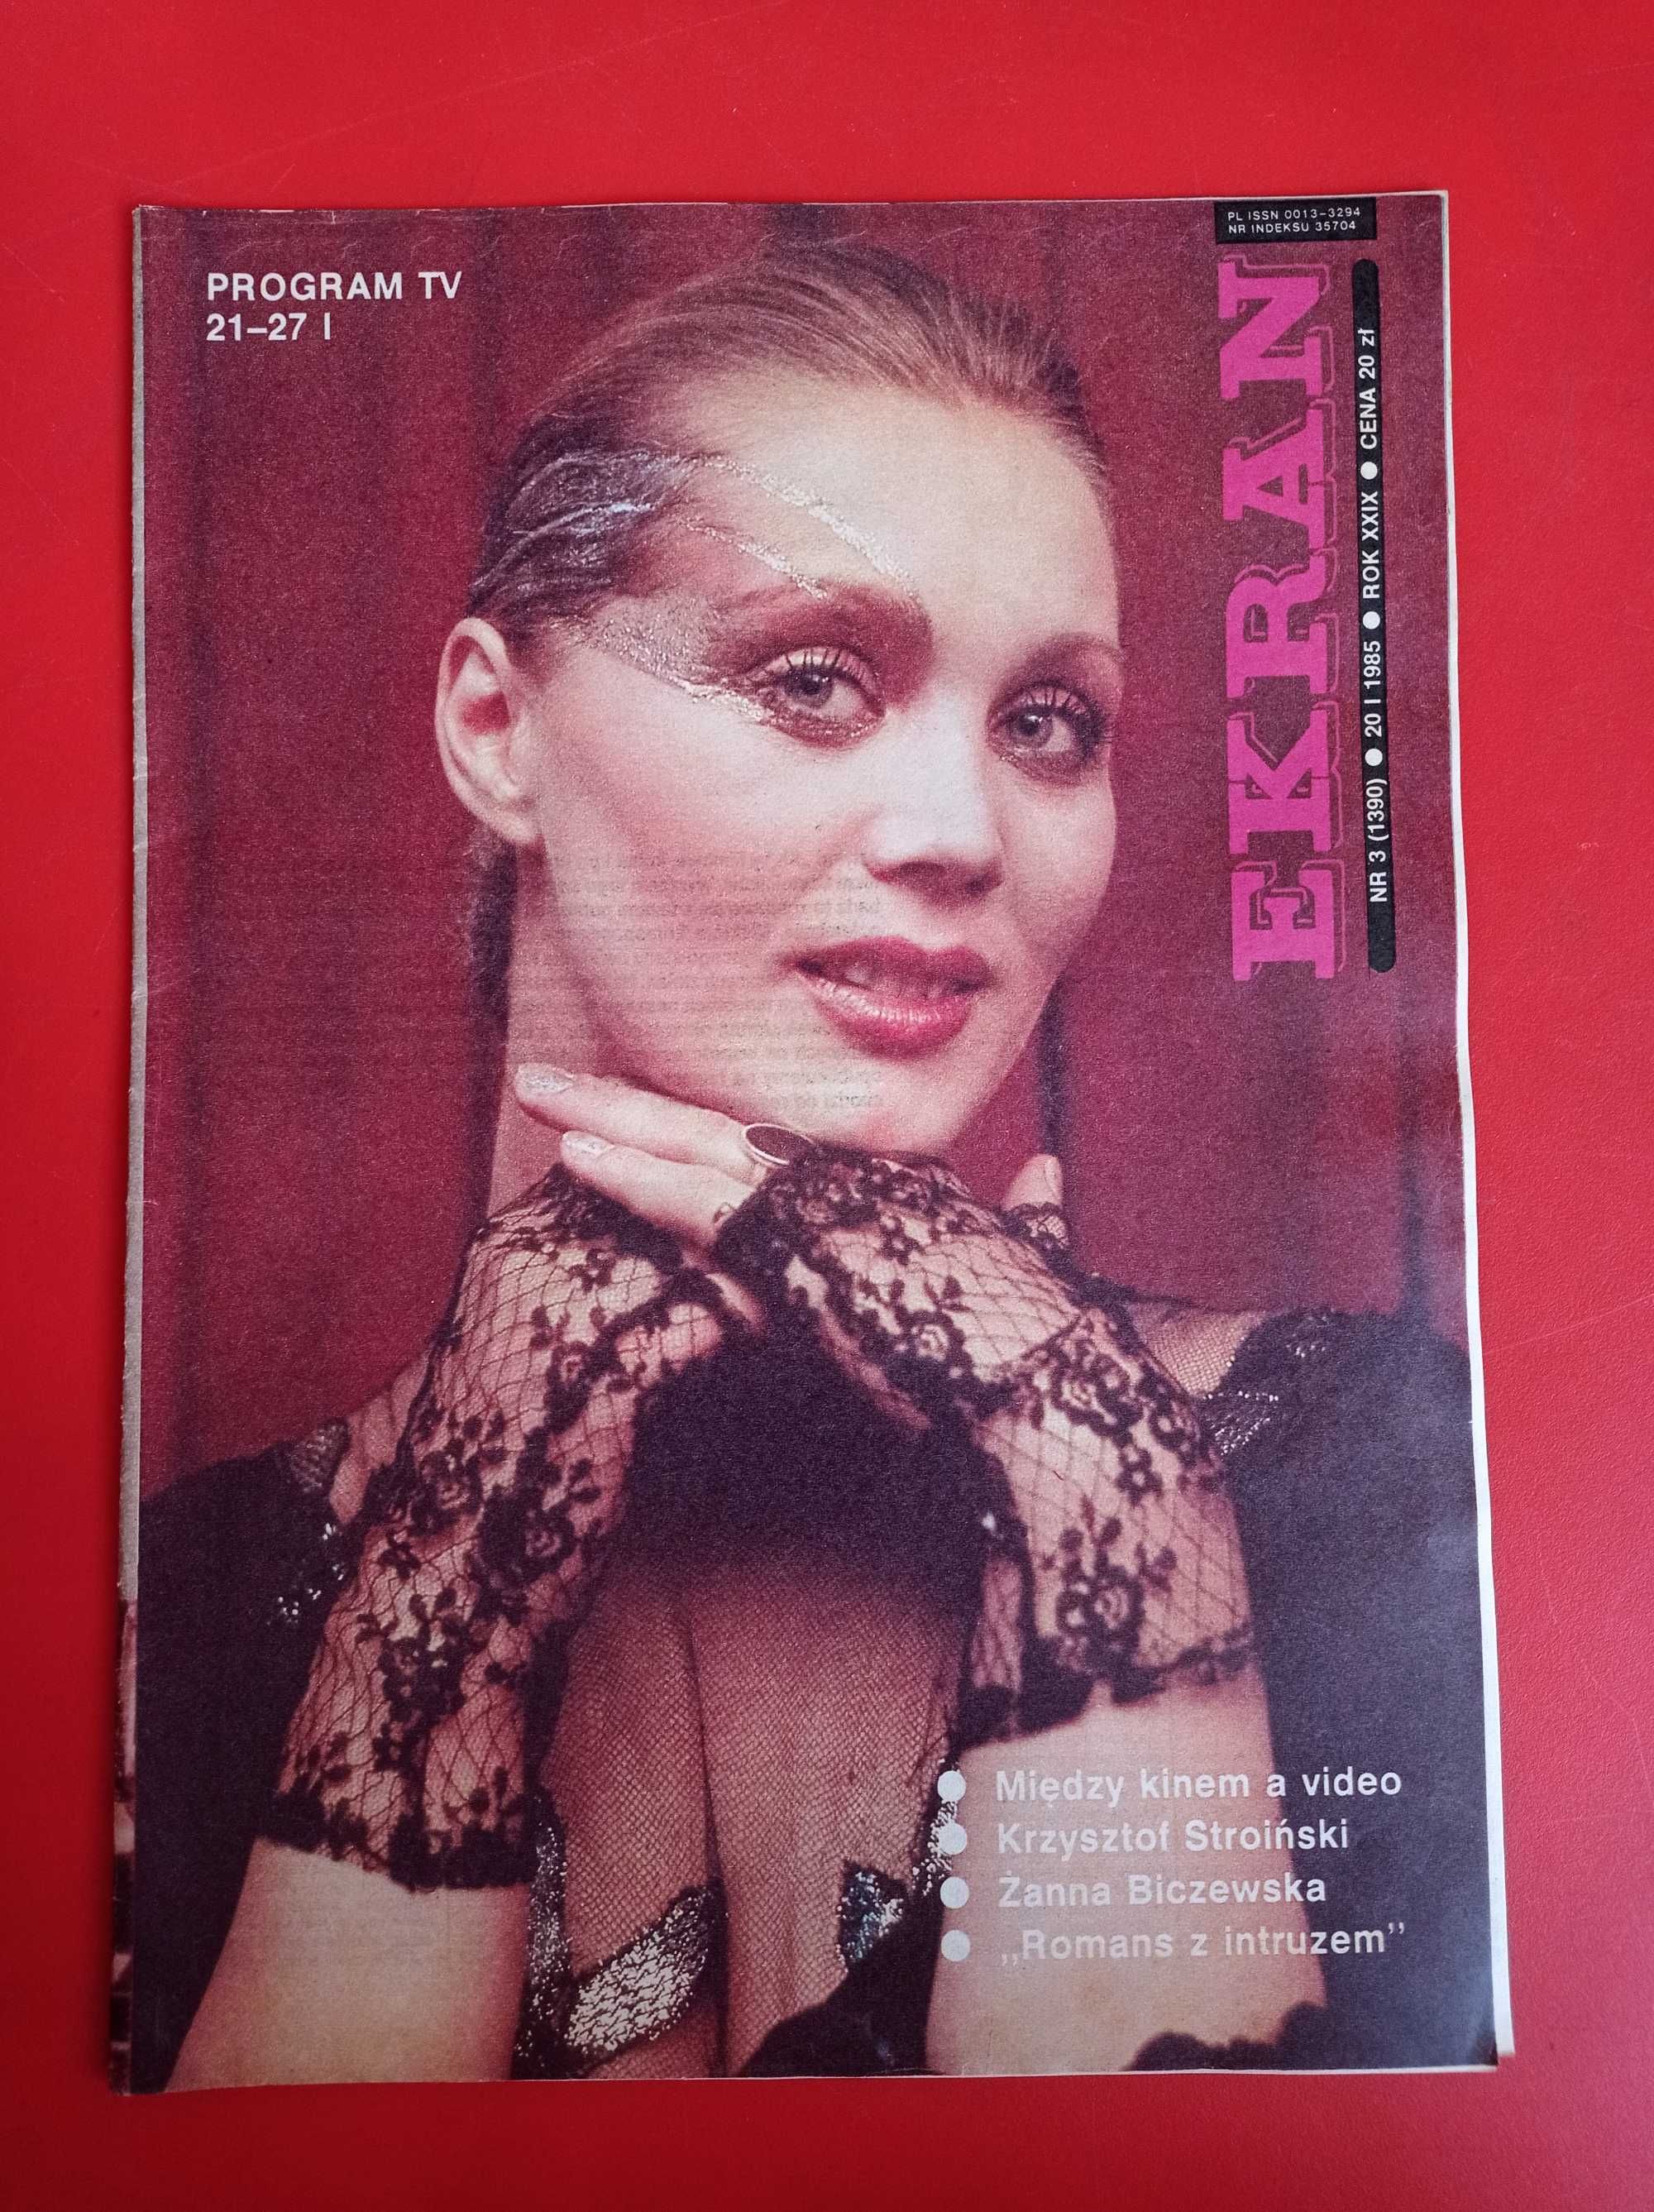 PL ISSN 0013-3294
NR INDEKSU 35704
PROGRAM TV
21–27 I
EKRAN
NR 3 (1390) ● 20 I 1985 ● ROK XXIX ● CENA 20 zł
● Między kinem a video
● Krzysztof Stroiński
● Żanna Biczewska
● „Romans z intruzem”